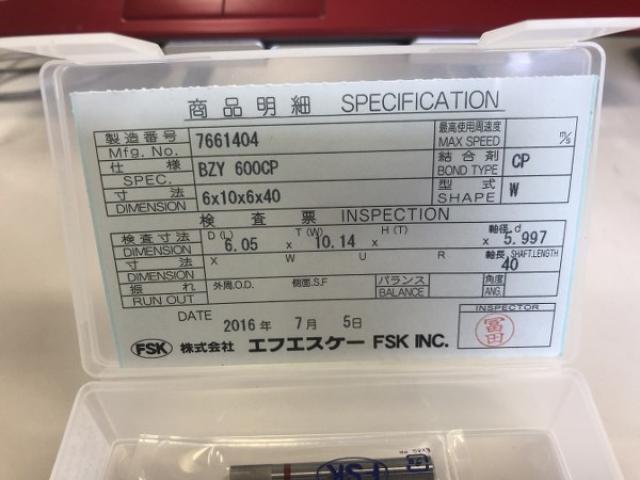 商品明細 SPECIFICATION
製造番号 7661404 最高使用周速度 m/s
Mfg. No. MAX SPEED
仕様 BZY 600CP 結合剤 CP
SPEC. BOND TYPE
寸法 6x10x6x40 型式 W
DIMENSION SHAPE
検査票 INSPECTION
検査寸法 D(L) T(W) H(T) 軸径.d
DIMENSION 6.05 x 10.14 x x 5.997
寸法 X W U R 軸長.SHAFT.LENGTH
DIMENSION 40
振れ 外周.O.D. 側面.S.F バランス 角度
RUN OUT BALANCE ANG.
DATE 2016年 7月 5日 INSPECTOR
冨田
FSK 株式会社 エフエスケー FSK INC.
FSK